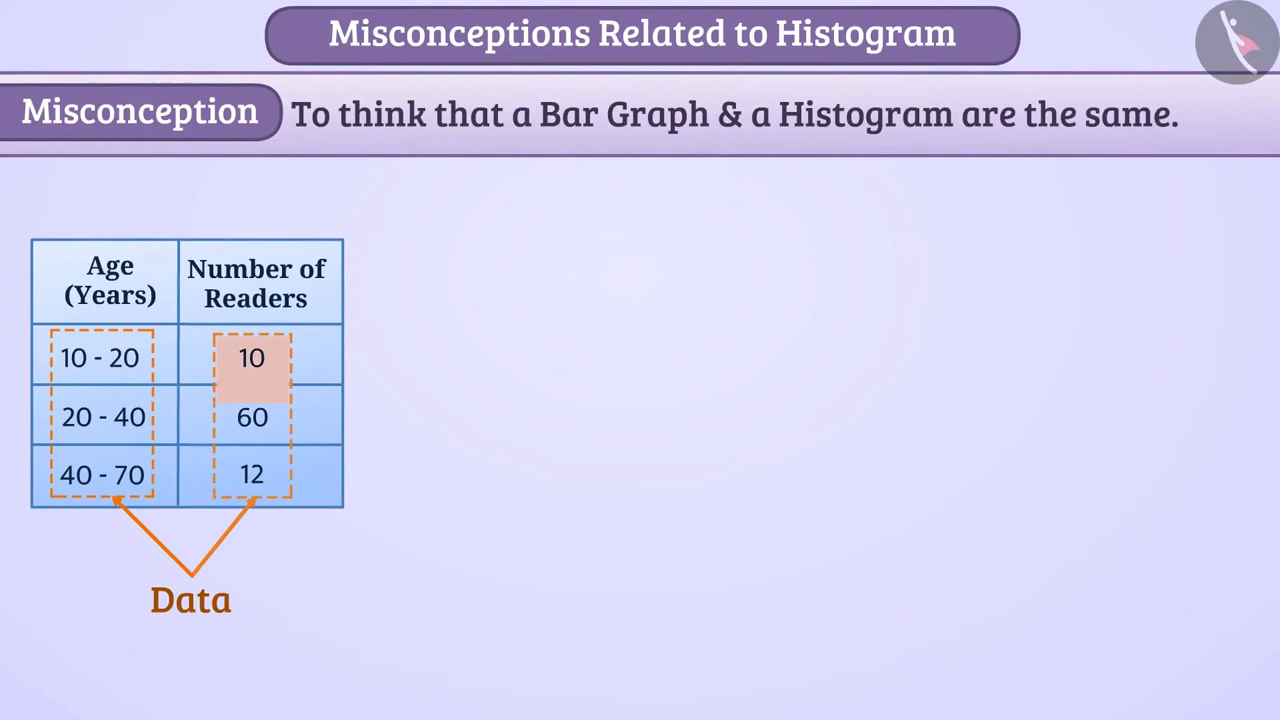 Misconceptions Related to Histogram
Misconception To think that a Bar Graph & a Histogram are the same.
Age (Years) Number of Readers
10 - 20 10
20 - 40 60
40 - 70 12
Data